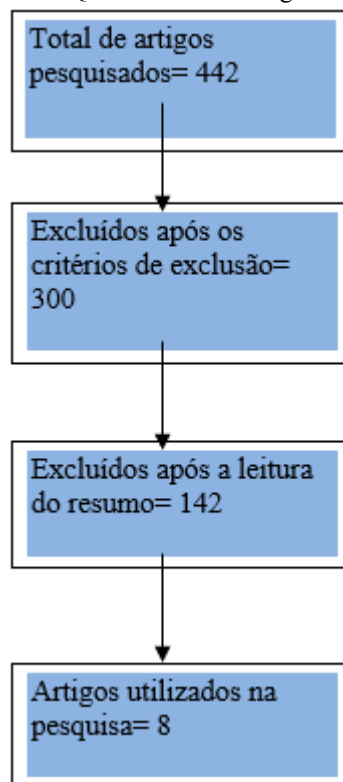 Total de artigos
pesquisados= 442
Excluídos após os
critérios de exclusão=
300
Excluídos após a leitura
do resumo= 142
Artigos utilizados na
pesquisa= 8